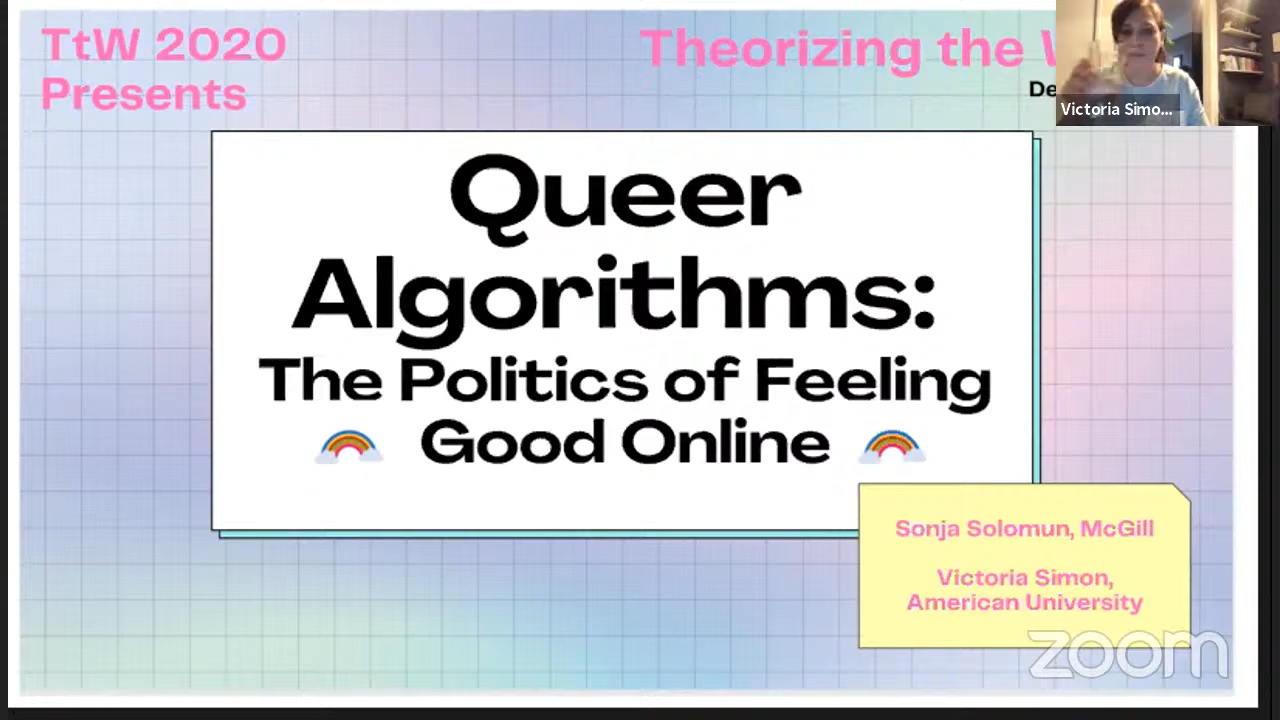 TtW 2020
Presents
Theorizing the
Victoria Simo...
Queer
Algorithms:
The Politics of Feeling
Good Online
Sonja Solomun, McGill
Victoria Simon,
American University
zoom